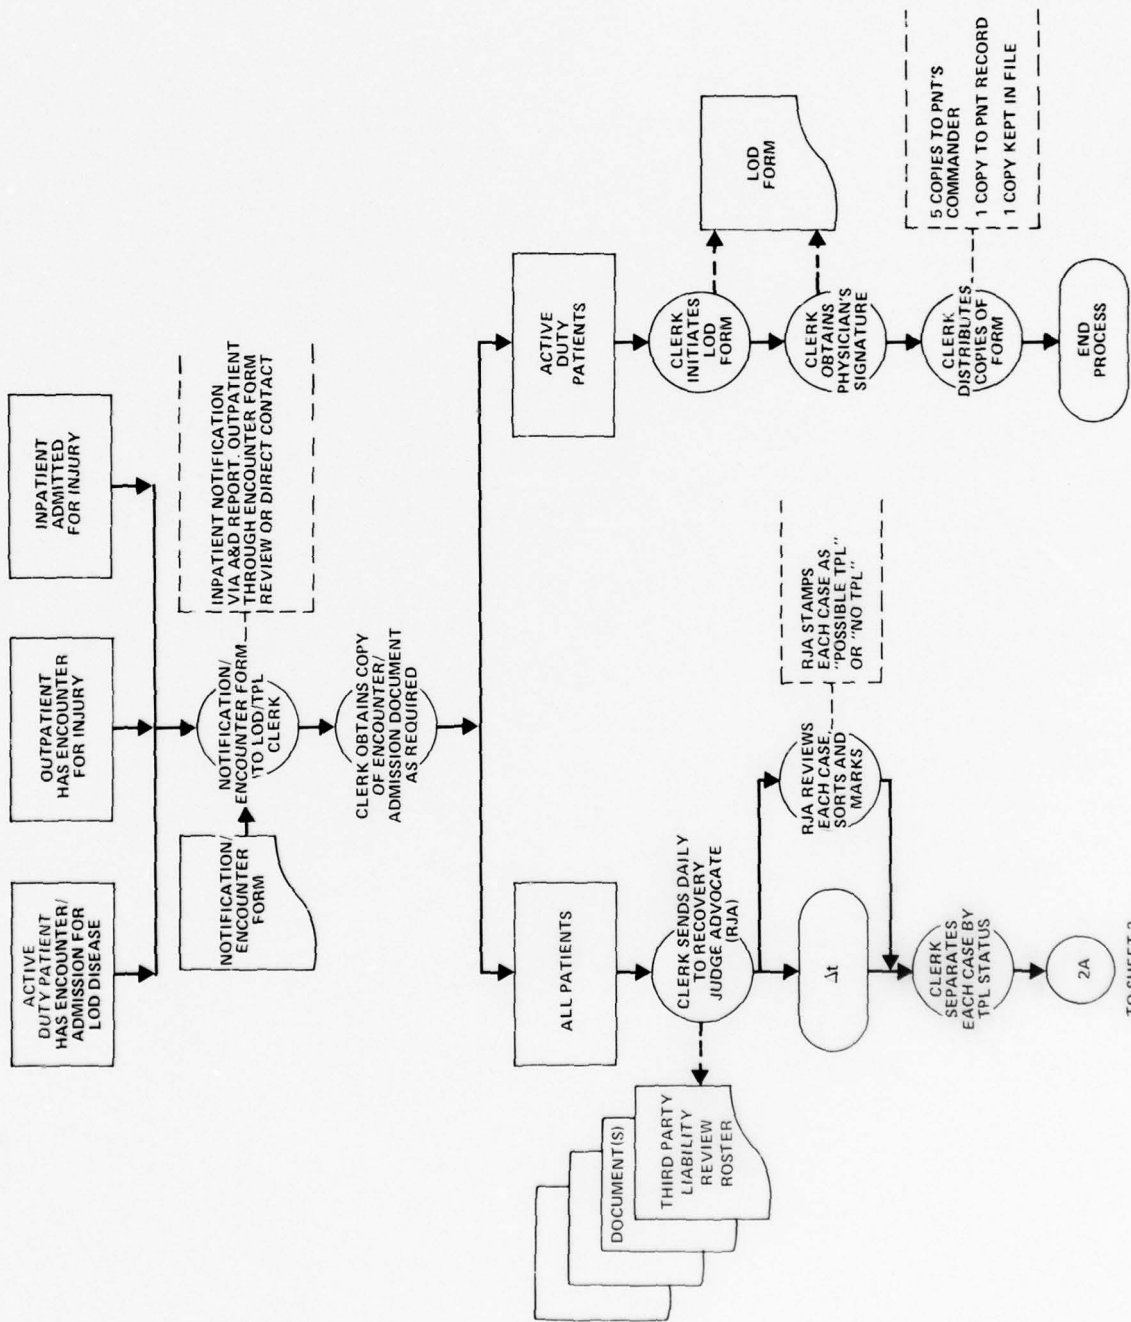 ACTIVE
DUTY PATIENT
HAS ENCOUNTER/
ADMISSION FOR
LOD DISEASE
OUTPATIENT
HAS ENCOUNTER
FOR INJURY
INPATIENT
ADMITTED
FOR INJURY
NOTIFICATION/
ENCOUNTER
FORM
NOTIFICATION/
ENCOUNTER FORM
TO LOD/TPL
CLERK
INPATIENT NOTIFICATION
VIA A&D REPORT. OUTPATIENT
THROUGH ENCOUNTER FORM
REVIEW OR DIRECT CONTACT
CLERK OBTAINS COPY
OF ENCOUNTER/
ADMISSION DOCUMENT
AS REQUIRED
ALL PATIENTS
ACTIVE
DUTY
PATIENTS
DOCUMENT(S)
THIRD PARTY
LIABILITY
REVIEW
ROSTER
CLERK SENDS DAILY
TO RECOVERY
JUDGE ADVOCATE
(RJA)
Δt
RJA REVIEWS
EACH CASE,
SORTS AND
MARKS
RJA STAMPS
EACH CASE AS
"POSSIBLE TPL"
OR "NO TPL"
CLERK
SEPARATES
EACH CASE BY
TPL STATUS
2A
CLERK
INITIATES
LOD
FORM
LOD
FORM
CLERK
OBTAINS
PHYSICIAN'S
SIGNATURE
CLERK
DISTRIBUTES
COPIES OF
FORM
5 COPIES TO PNT'S
COMMANDER
1 COPY TO PNT RECORD
1 COPY KEPT IN FILE
END
PROCESS
TO SHEET